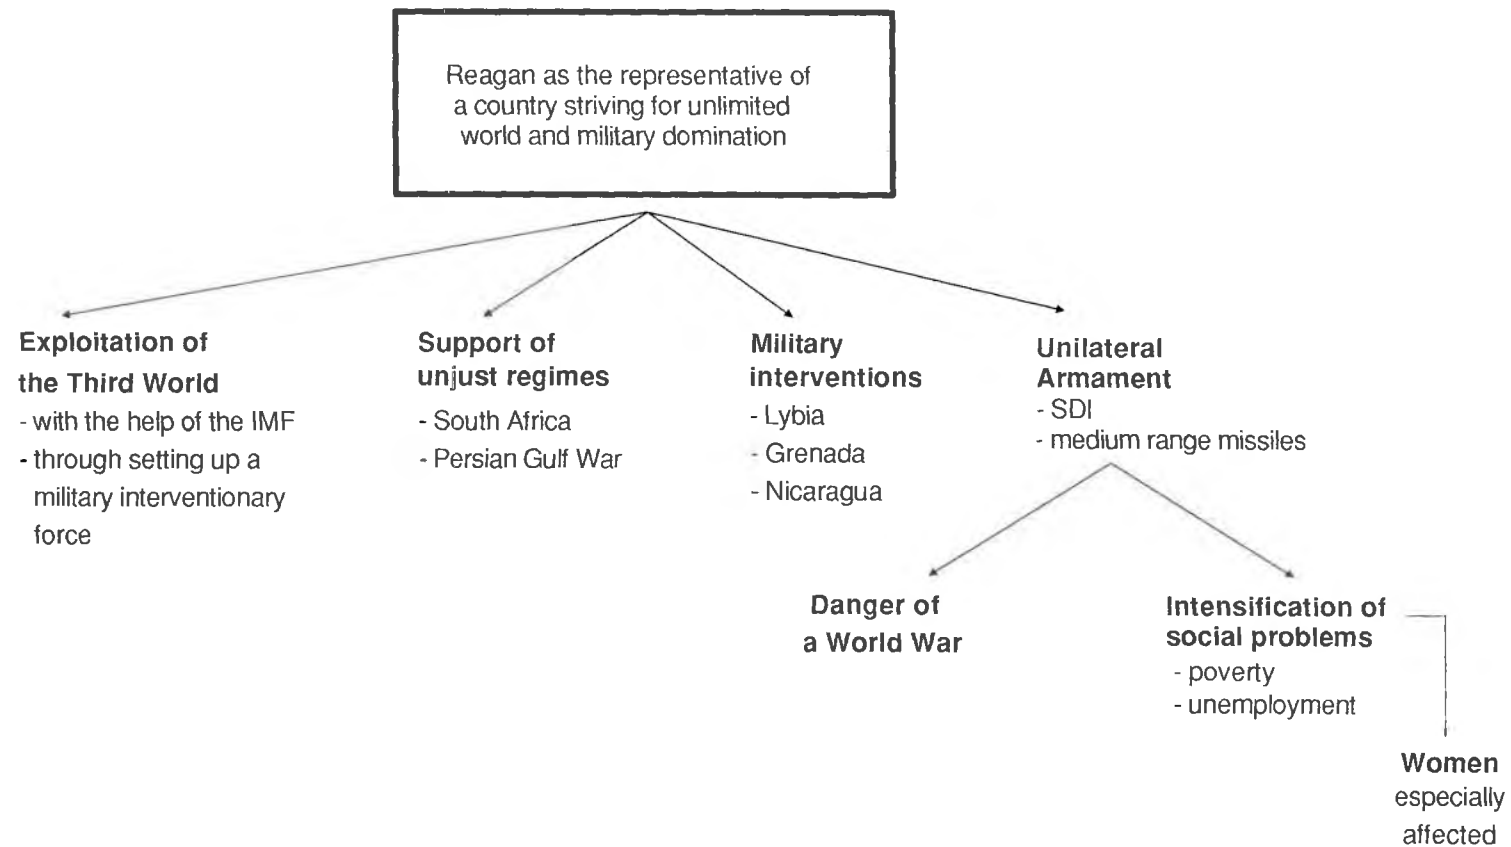 Reagan as the representative of
a country striving for unlimited
world and military domination
Exploitation of
the Third World
- with the help of the IMF
- through setting up a
military interventionary
force
Support of
unjust regimes
- South Africa
- Persian Gulf War
Military
interventions
- Lybia
- Grenada
- Nicaragua
Unilateral
Armament
- SDI
- medium range missiles
Danger of
a World War
Intensification of
social problems
- poverty
- unemployment
Women
especially
affected